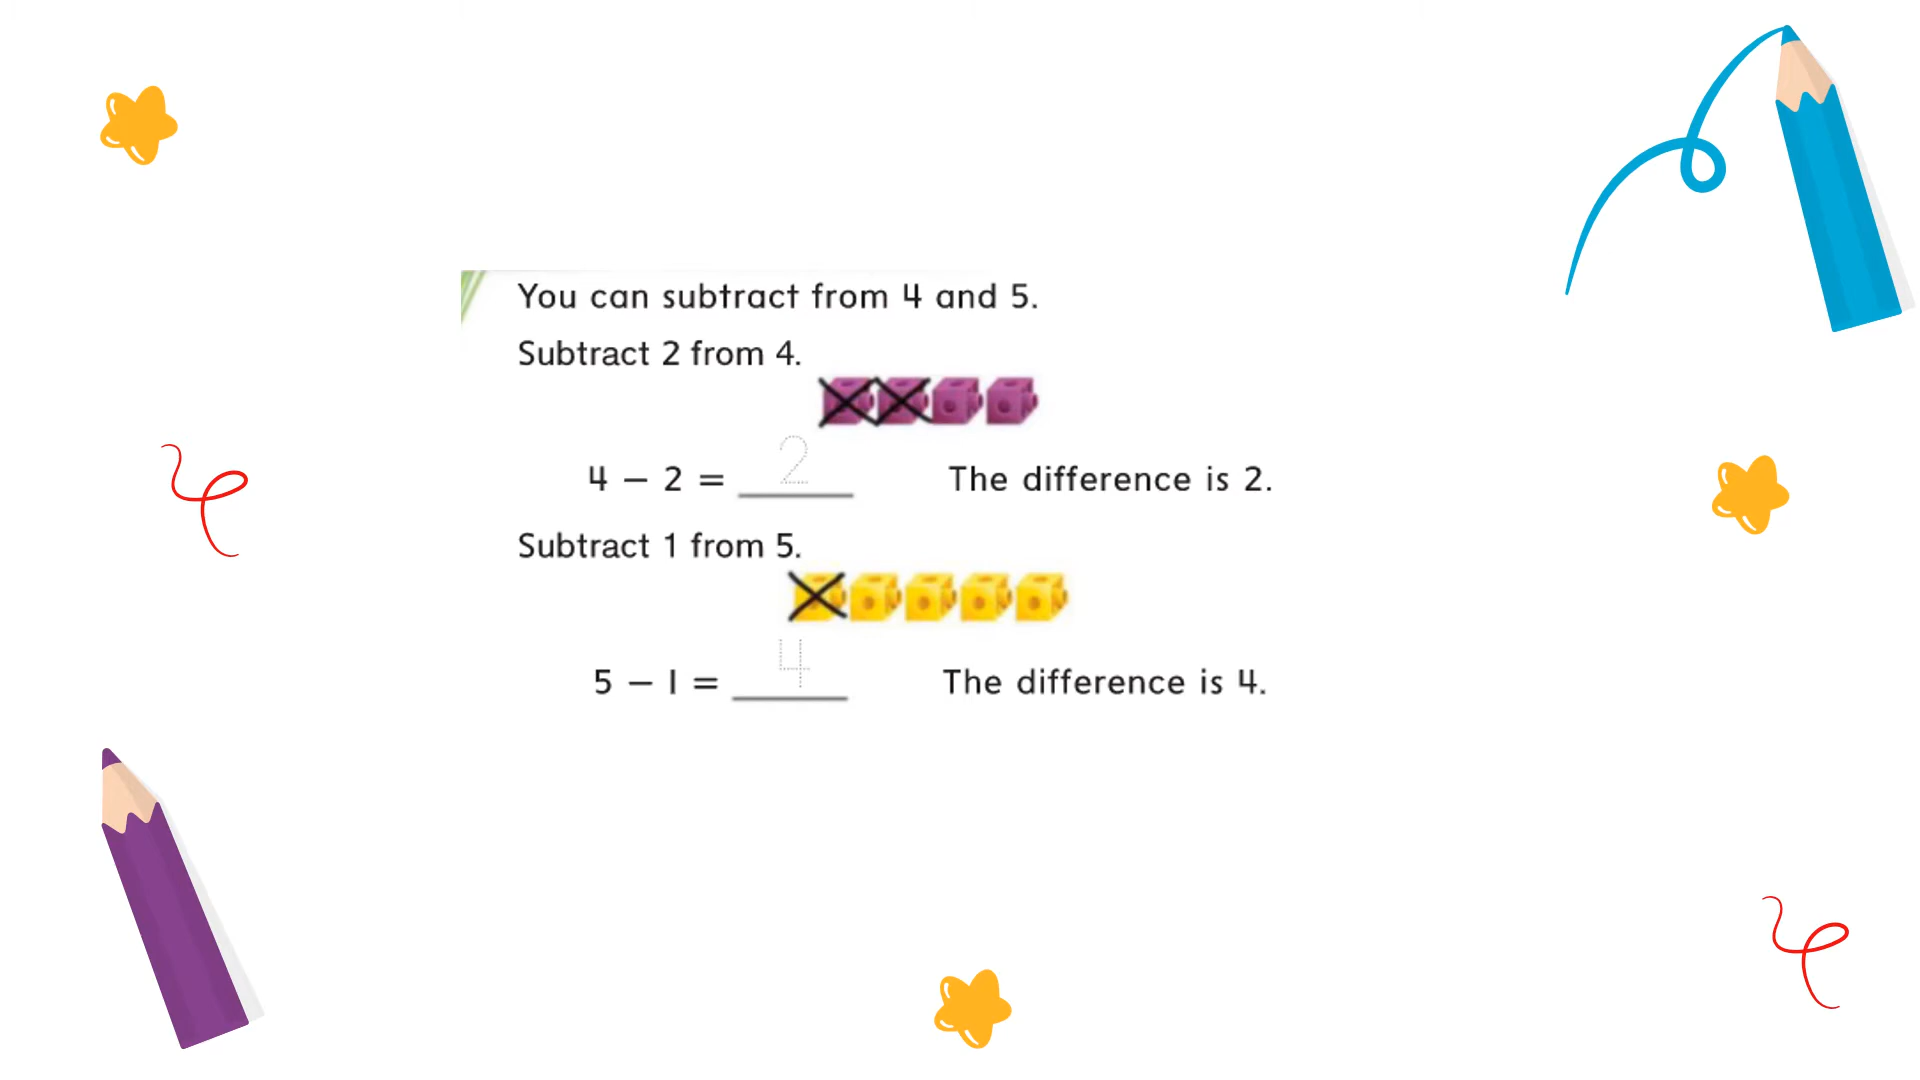 You can subtract from 4 and 5.
Subtract 2 from 4.
4 − 2 = 2 The difference is 2.
Subtract 1 from 5.
5 − 1 = 4 The difference is 4.